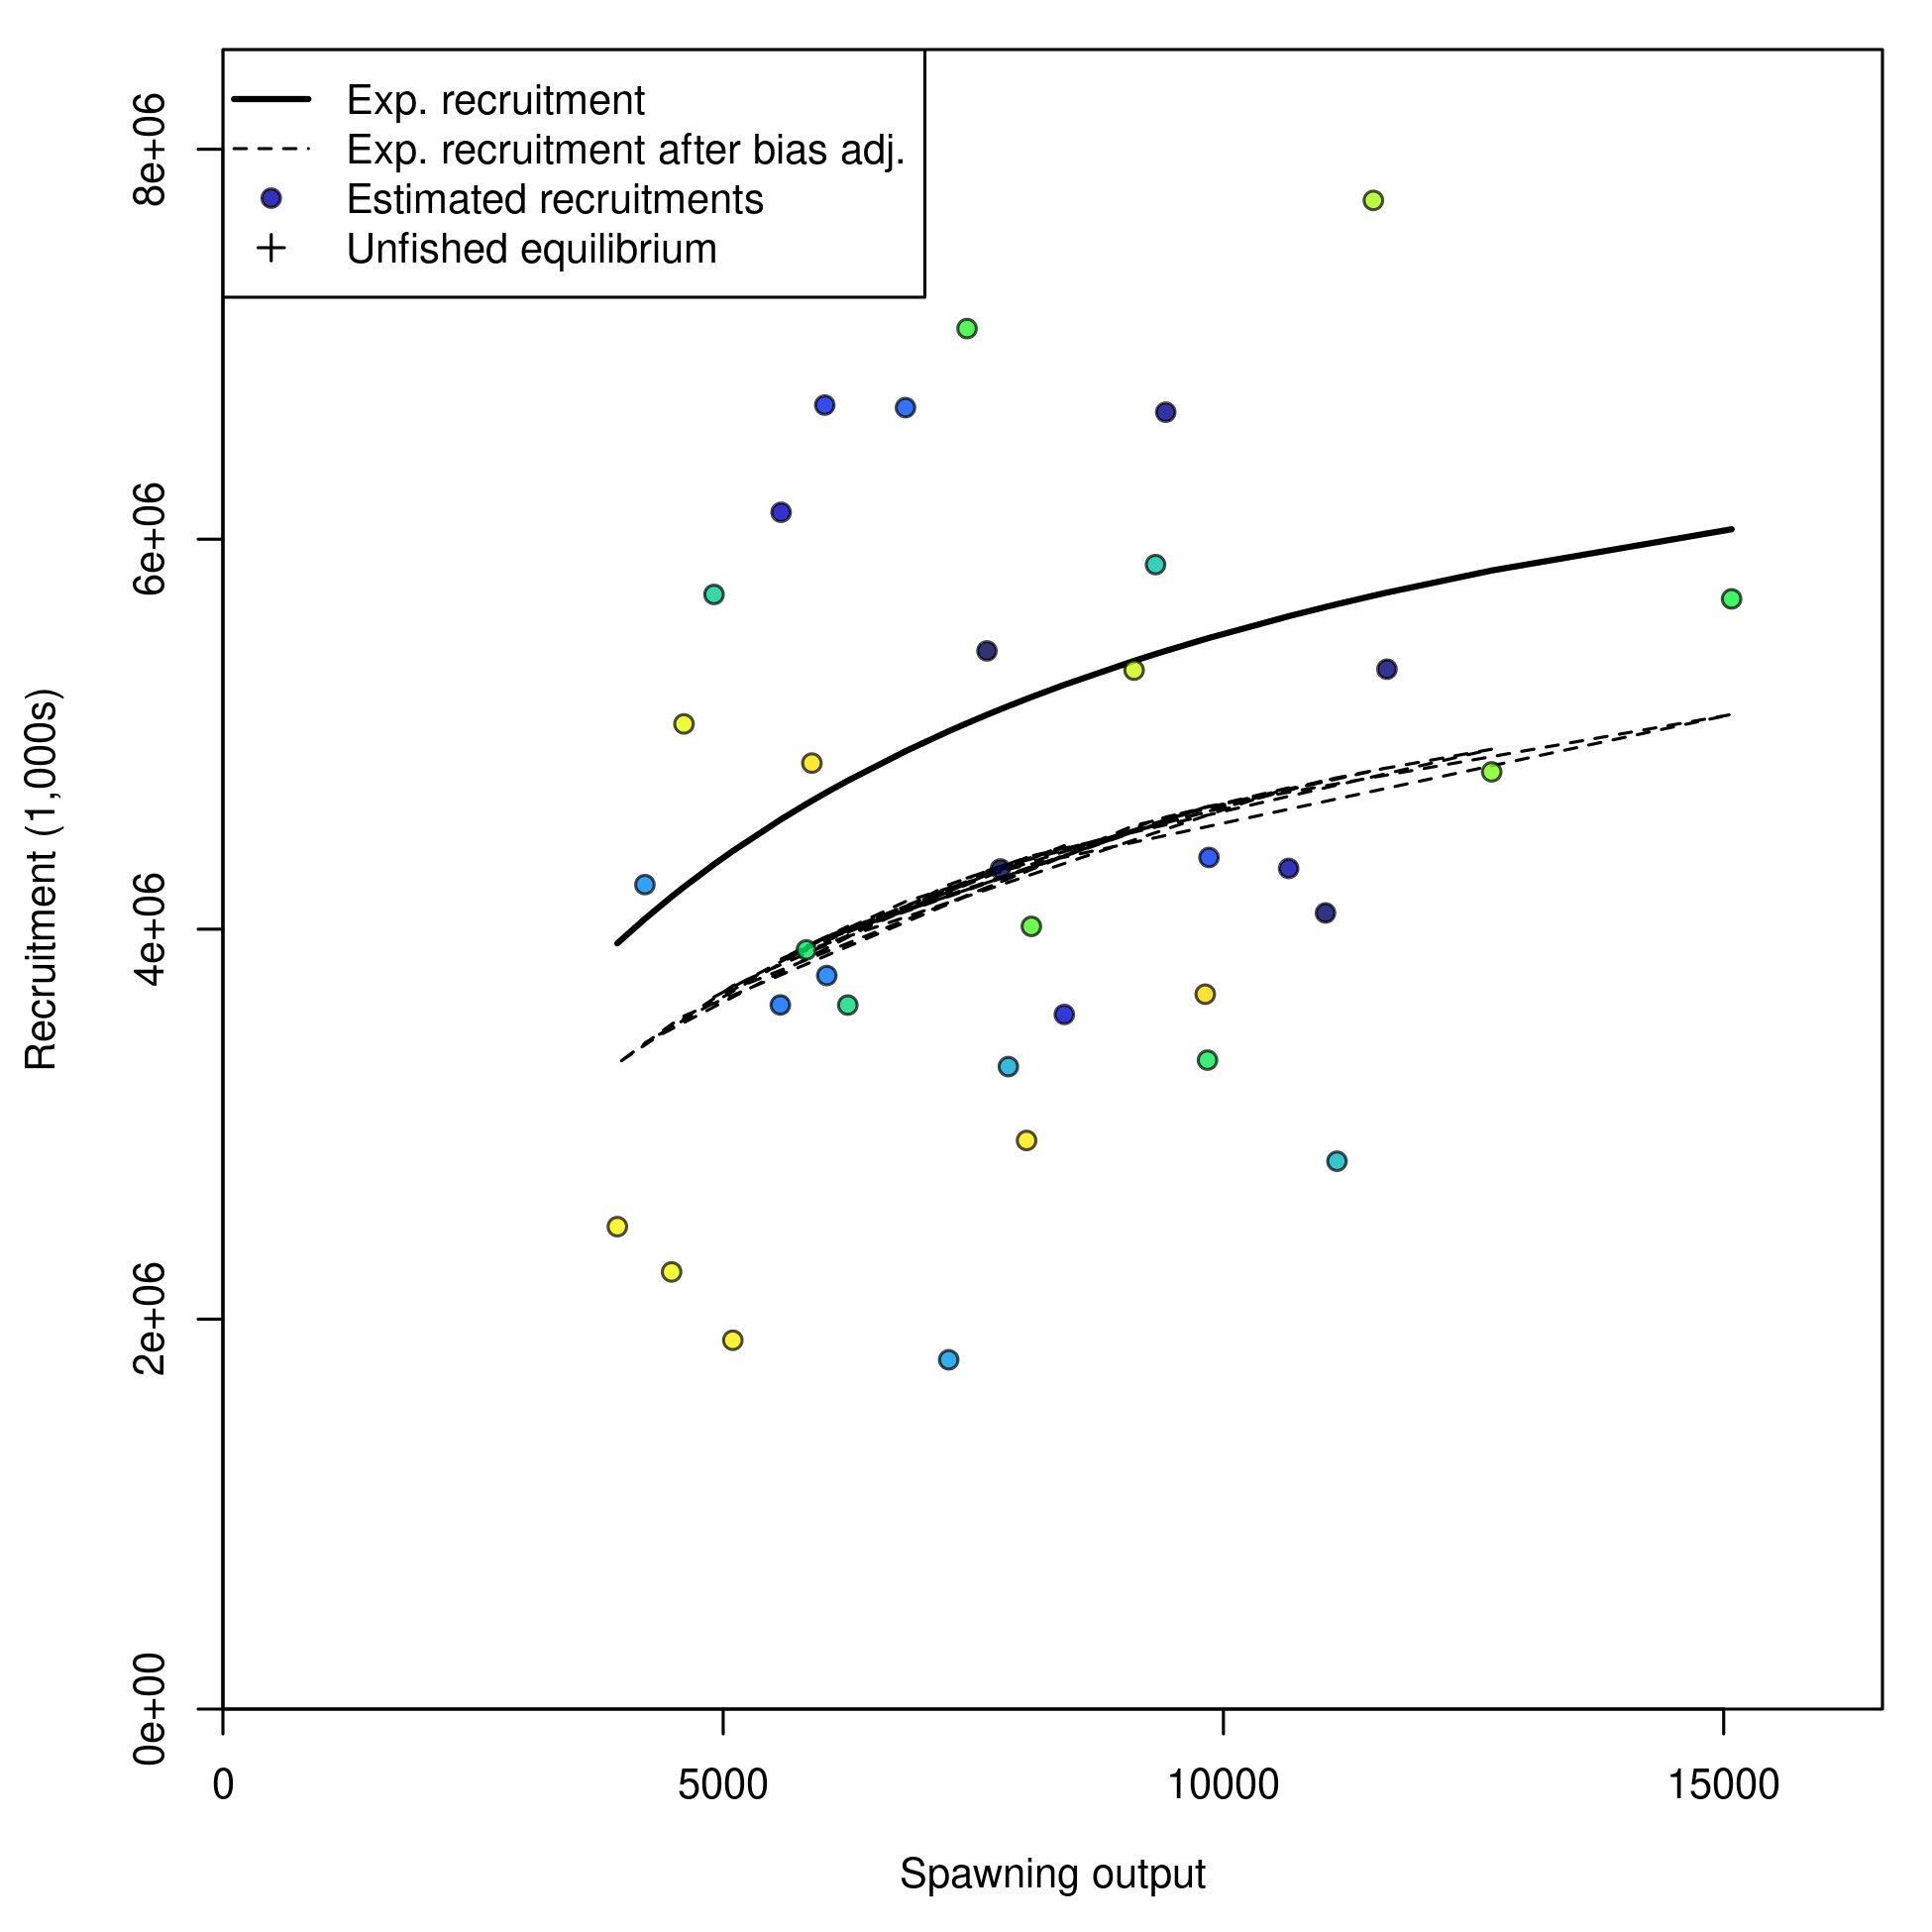 Exp. recruitment
Exp. recruitment after bias adj.
Estimated recruitments
Unfished equilibrium
8e+06
6e+06
4e+06
2e+06
0e+00
Recruitment (1,000s)
0 5000 10000 15000
Spawning output